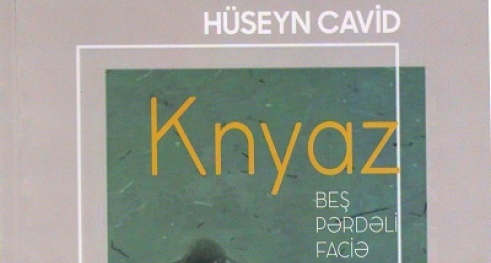 HÜSEYN CAVİD
Knyaz
BEŞ
PƏRDƏLİ
FACİƏ